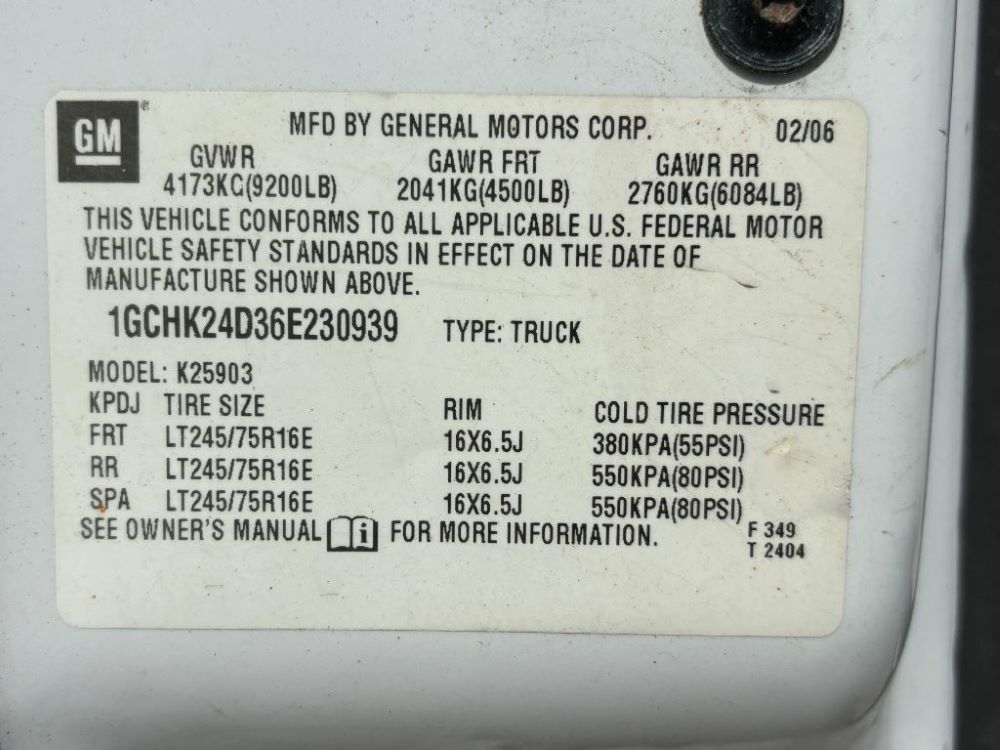 GM ®
MFD BY GENERAL MOTORS CORP. 02/06
GVWR GAWR FRT GAWR RR
4173KG(9200LB) 2041KG(4500LB) 2760KG(6084LB)
THIS VEHICLE CONFORMS TO ALL APPLICABLE U.S. FEDERAL MOTOR
VEHICLE SAFETY STANDARDS IN EFFECT ON THE DATE OF
MANUFACTURE SHOWN ABOVE.
1GCHK24D36E230939 TYPE: TRUCK
MODEL: K25903
KPDJ TIRE SIZE RIM COLD TIRE PRESSURE
FRT LT245/75R16E 16X6.5J 380KPA(55PSI)
RR LT245/75R16E 16X6.5J 550KPA(80PSI)
SPA LT245/75R16E 16X6.5J 550KPA(80PSI)
SEE OWNER'S MANUAL i FOR MORE INFORMATION.
F 349
T 2404